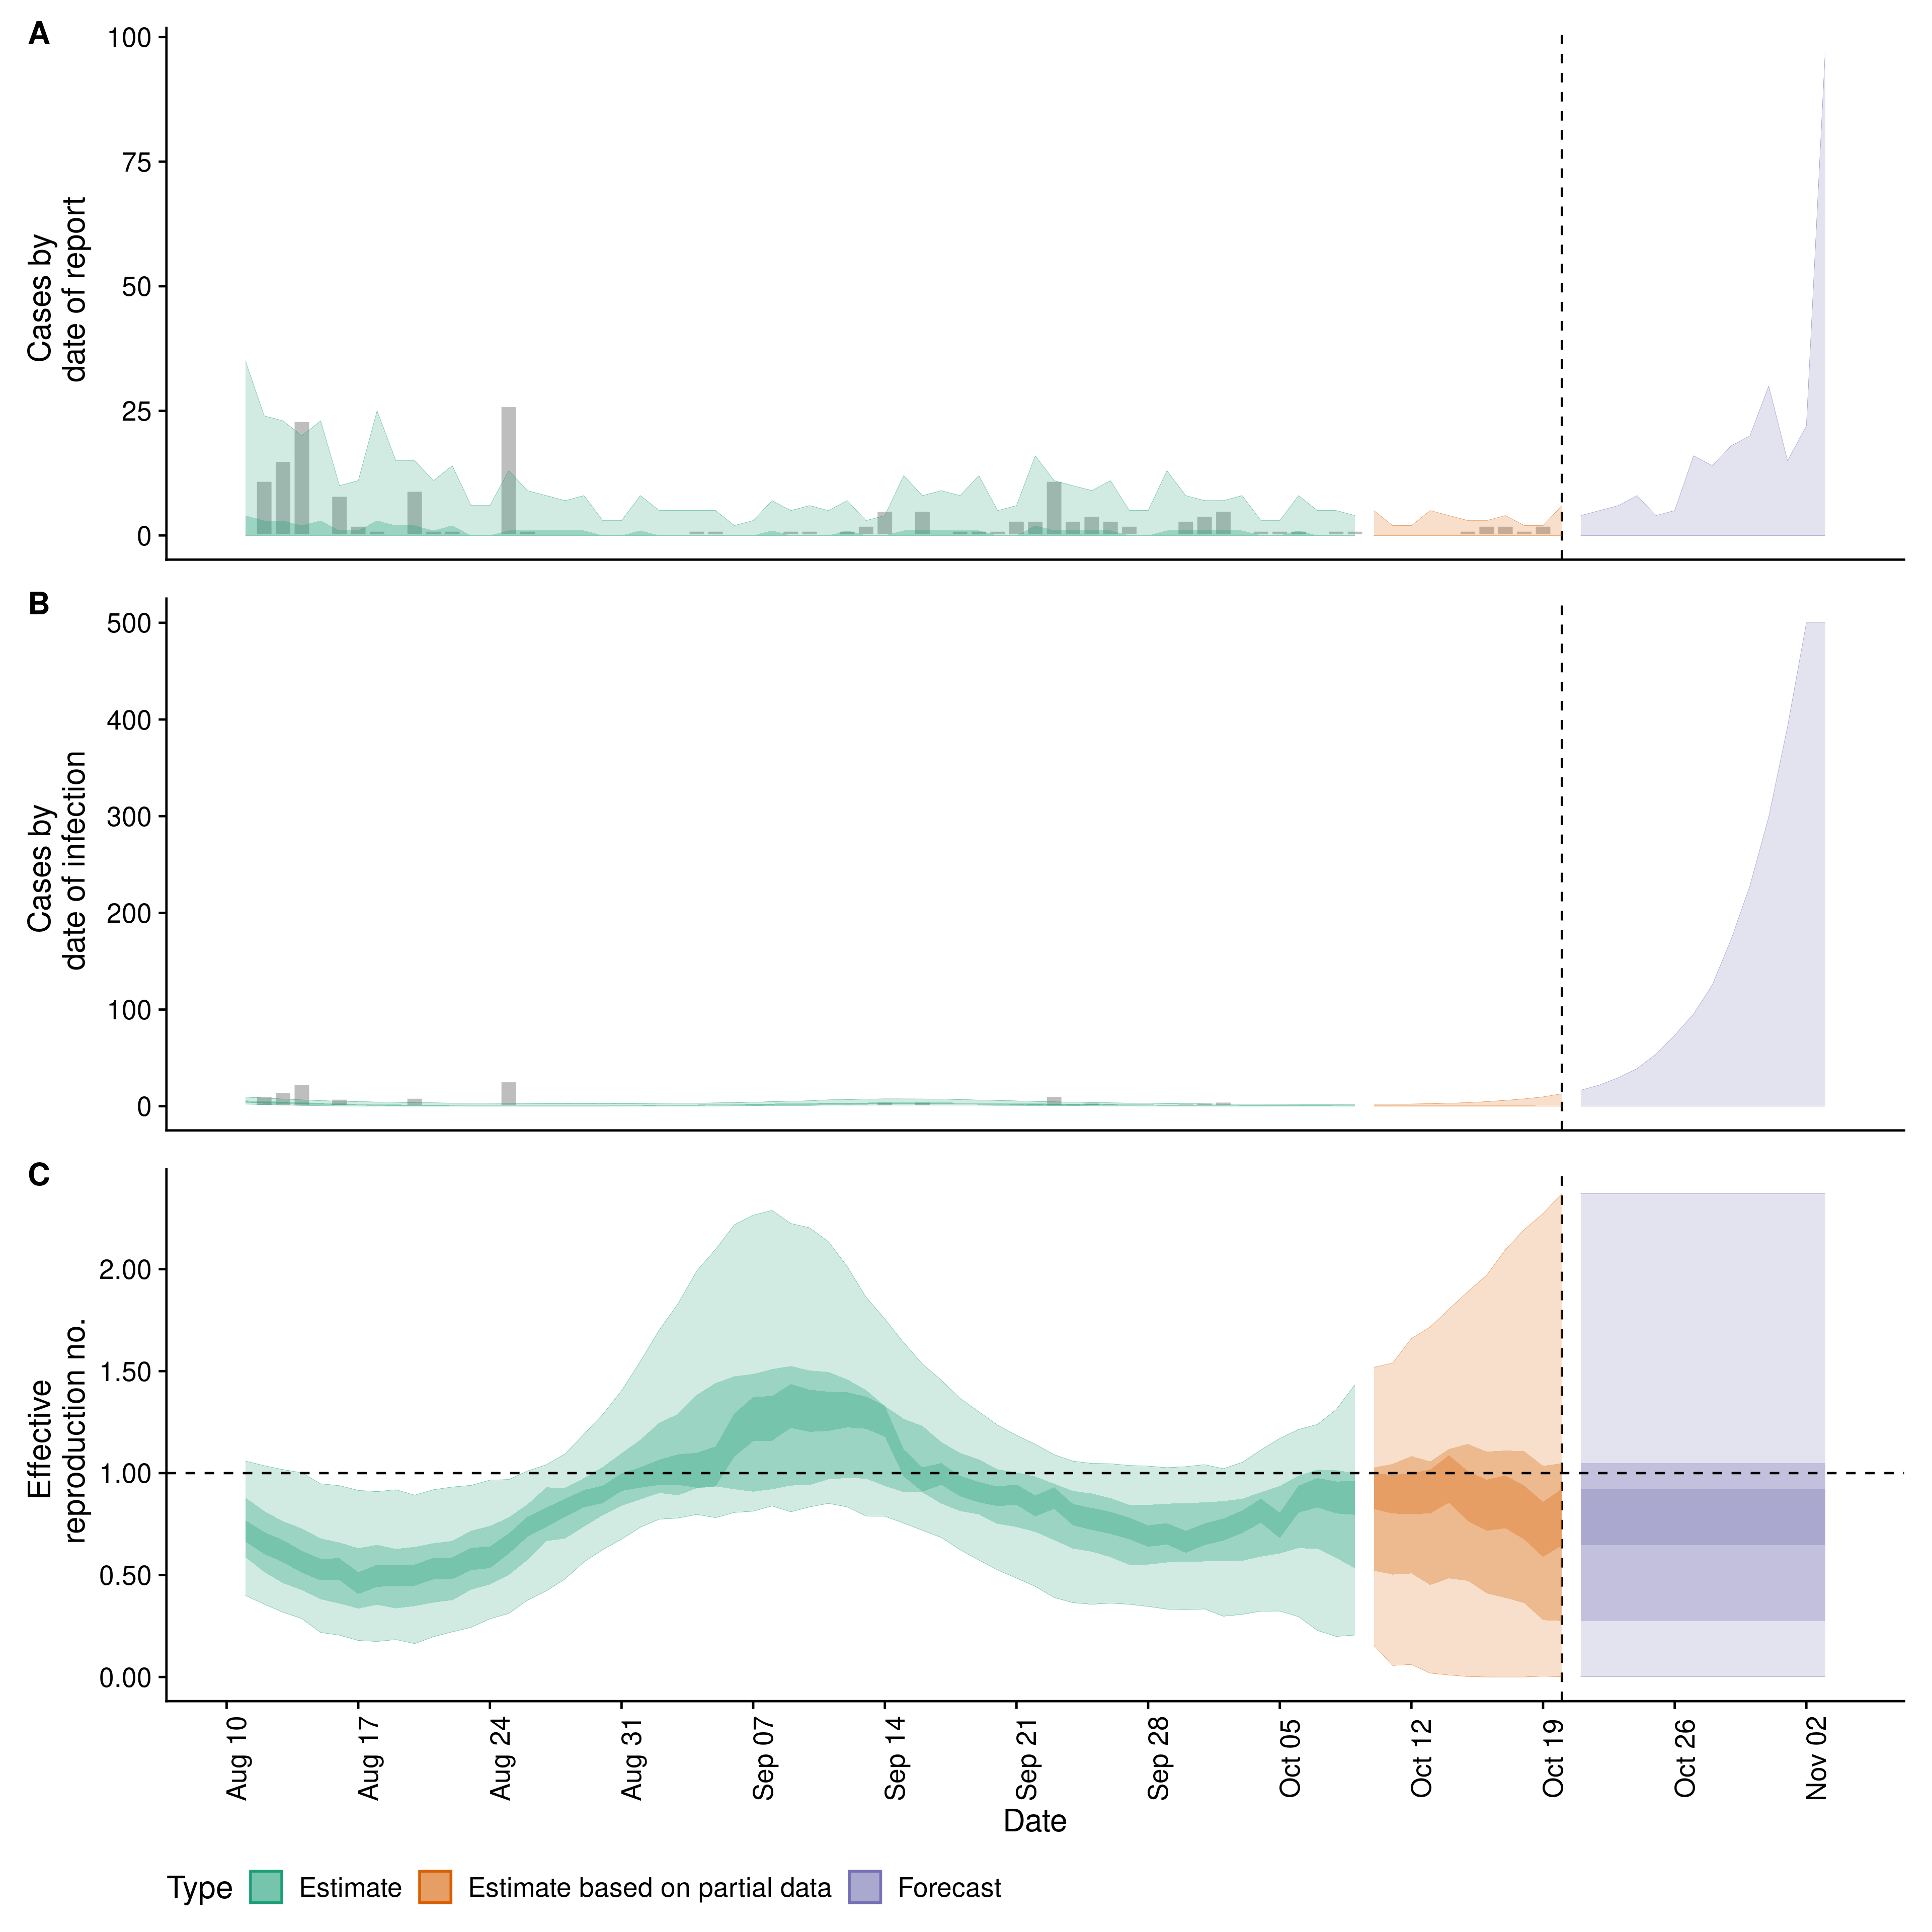 A
Cases by
date of report
100
75
50
25
0
B
Cases by
date of infection
500
400
300
200
100
0
C
Effective
reproduction no.
2.00
1.50
1.00
0.50
0.00
Aug 10
Aug 17
Aug 24
Aug 31
Sep 07
Sep 14
Sep 21
Sep 28
Oct 05
Oct 12
Oct 19
Oct 26
Nov 02
Date
Type Estimate Estimate based on partial data Forecast